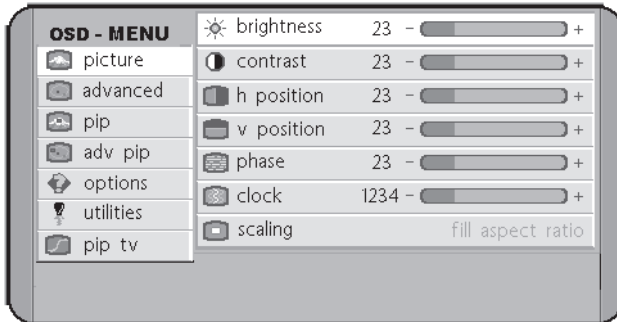 OSD - MENU
picture
advanced
pip
adv pip
options
utilities
pip tv
brightness 23 - +
contrast 23 - +
h position 23 - +
v position 23 - +
phase 23 - +
clock 1234 - +
scaling fill aspect ratio